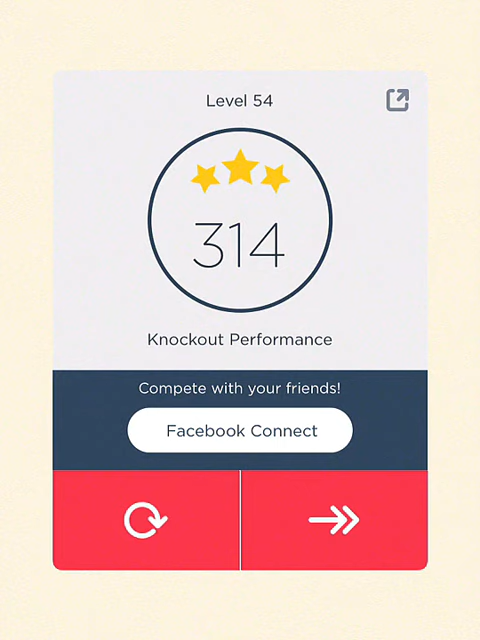 Level 54
314
Knockout Performance
Compete with your friends!
Facebook Connect